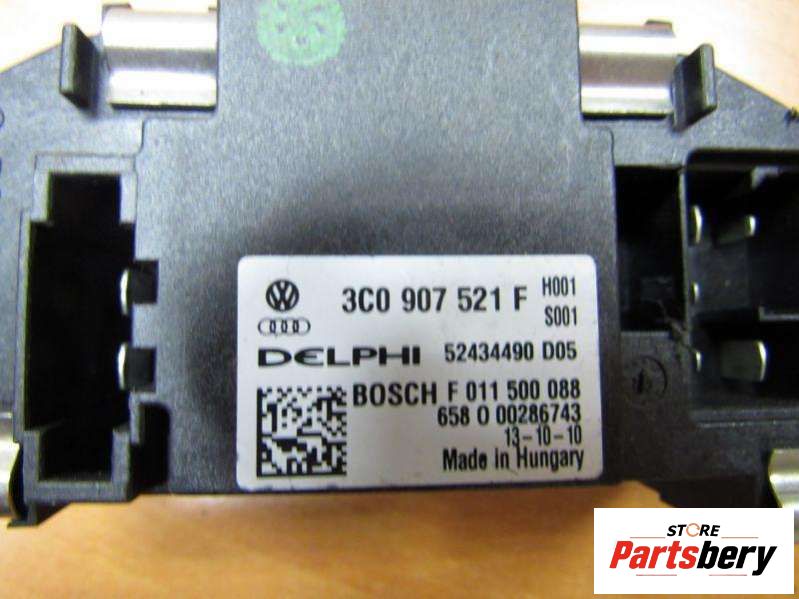 3C0 907 521 F H001
S001
DELPHI 52434490 D05
BOSCH F 011 500 088
658 0 00286743
13-10-10
Made in Hungary
STORE
Partsbery